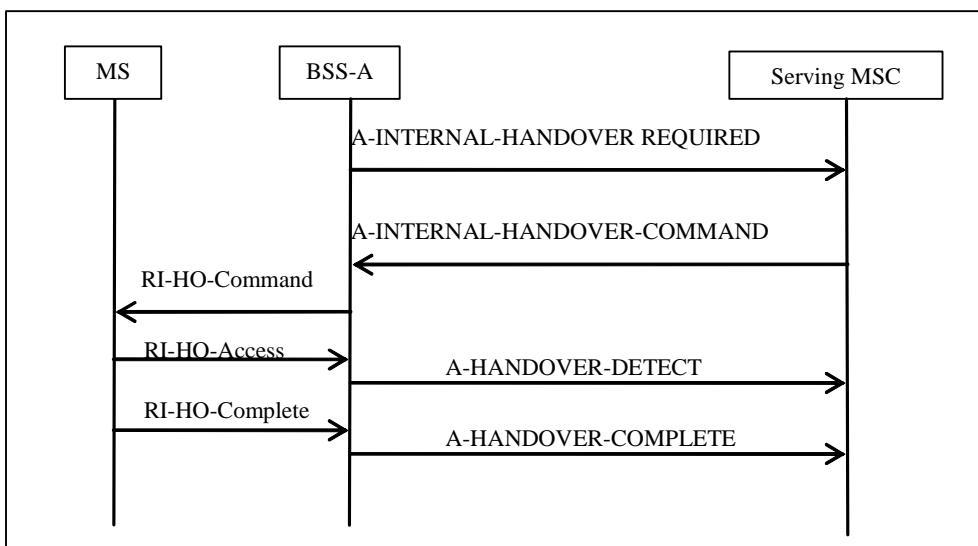 MS
BSS-A
Serving MSC
A-INTERNAL-HANDOVER REQUIRED
A-INTERNAL-HANDOVER-COMMAND
RI-HO-Command
RI-HO-Access
A-HANDOVER-DETECT
RI-HO-Complete
A-HANDOVER-COMPLETE